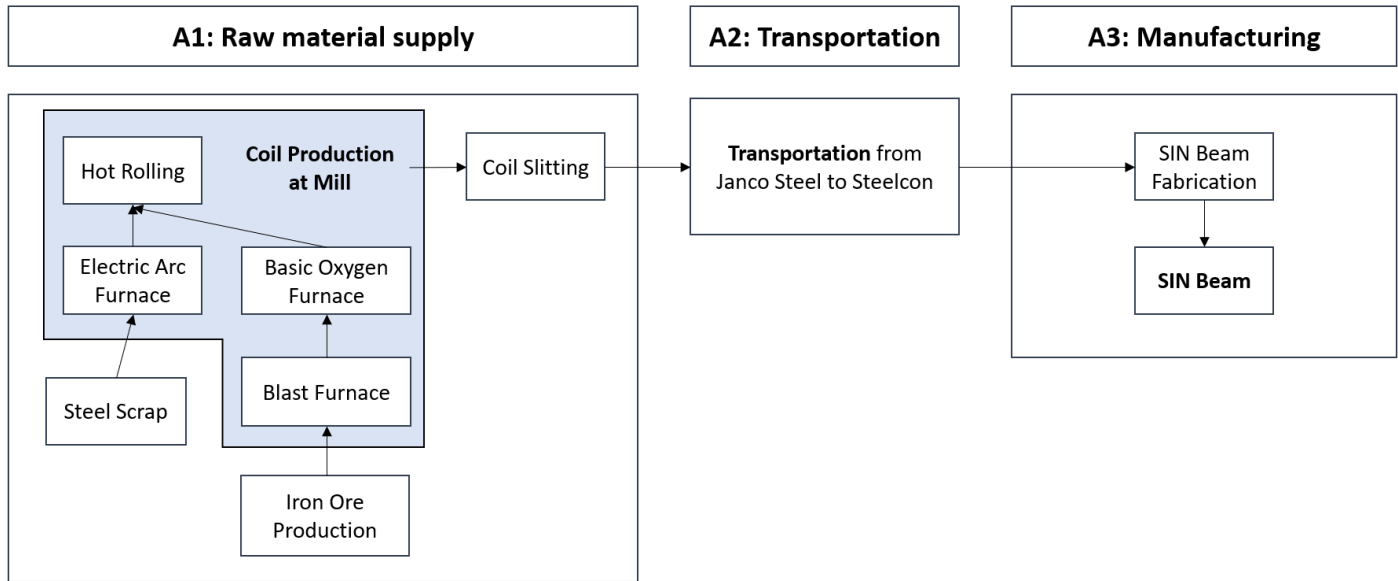 A1: Raw material supply
A2: Transportation
A3: Manufacturing
Hot Rolling
Coil Production
at Mill
Coil Slitting
Transportation from
Janco Steel to Steelcon
SIN Beam
Fabrication
Electric Arc
Furnace
Basic Oxygen
Furnace
SIN Beam
Steel Scrap
Blast Furnace
Iron Ore
Production